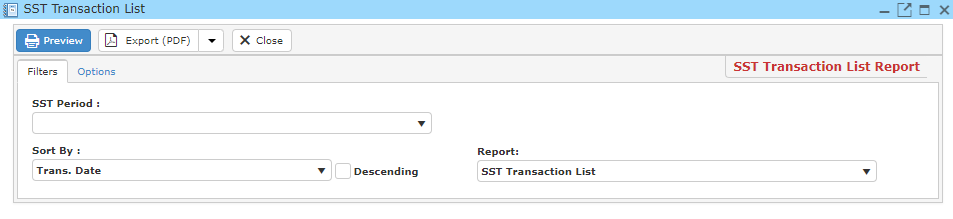 SST Transaction List
Preview Export (PDF) Close
Filters Options SST Transaction List Report
SST Period :
Sort By : Report:
Trans. Date Descending SST Transaction List